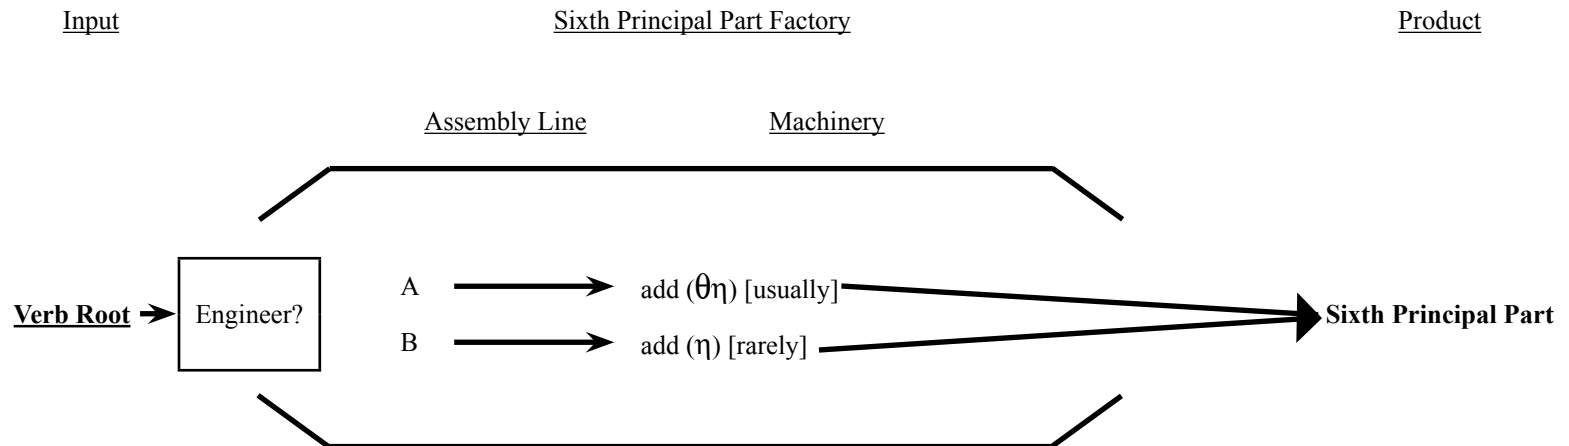 Input Sixth Principal Part Factory Product
Assembly Line Machinery
A add (θη) [usually]
Verb Root Engineer? Sixth Principal Part
B add (η) [rarely]